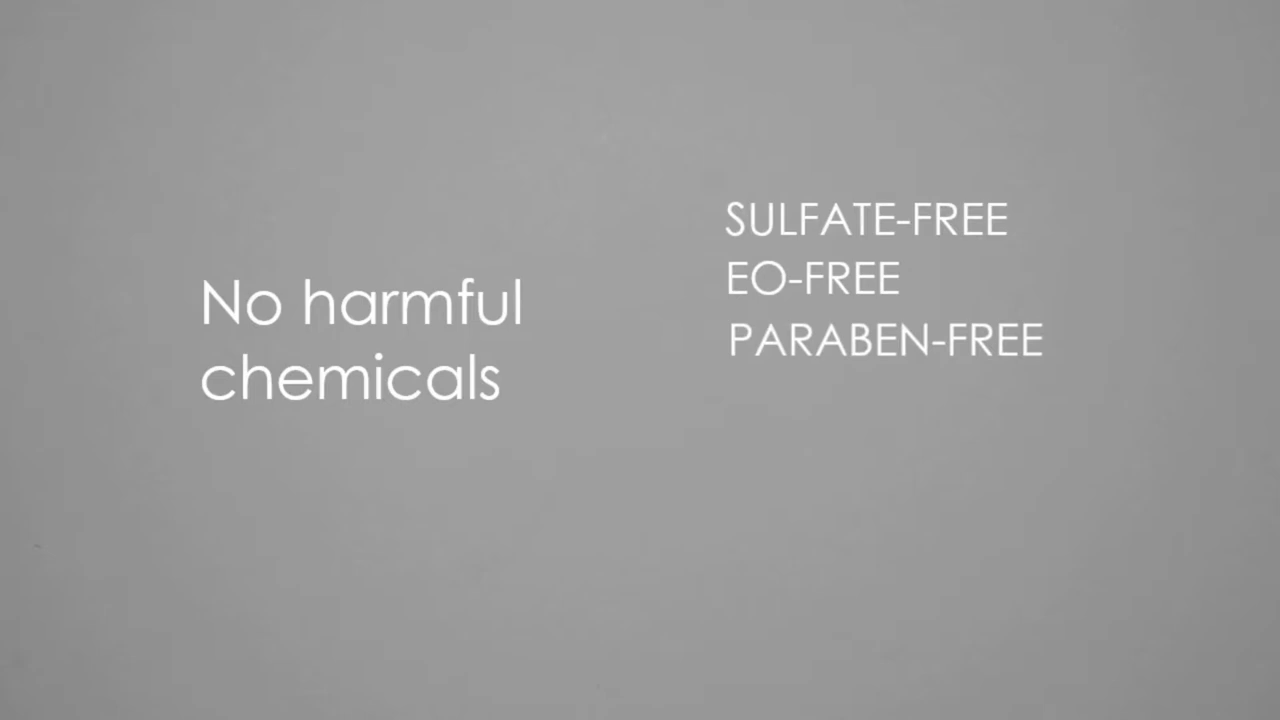 No harmful
chemicals
SULFATE-FREE
EO-FREE
PARABEN-FREE